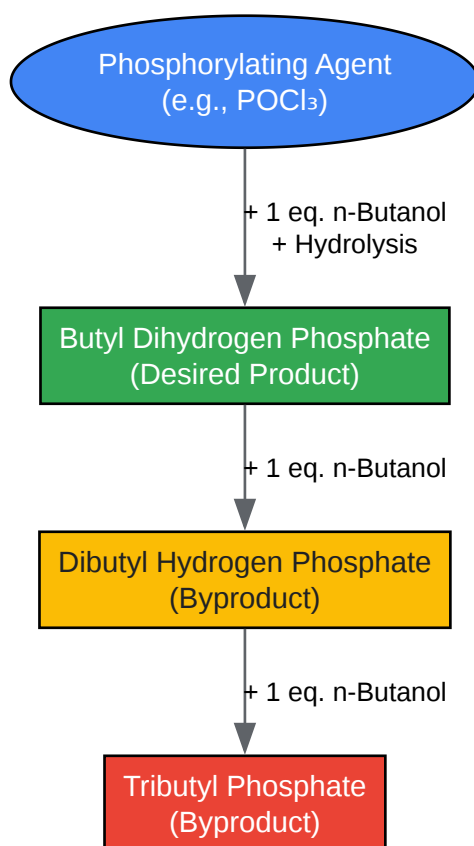 Phosphorylating Agent
(e.g., POCl₃)
+ 1 eq. n-Butanol
+ Hydrolysis
Butyl Dihydrogen Phosphate
(Desired Product)
+ 1 eq. n-Butanol
Dibutyl Hydrogen Phosphate
(Byproduct)
+ 1 eq. n-Butanol
Tributyl Phosphate
(Byproduct)